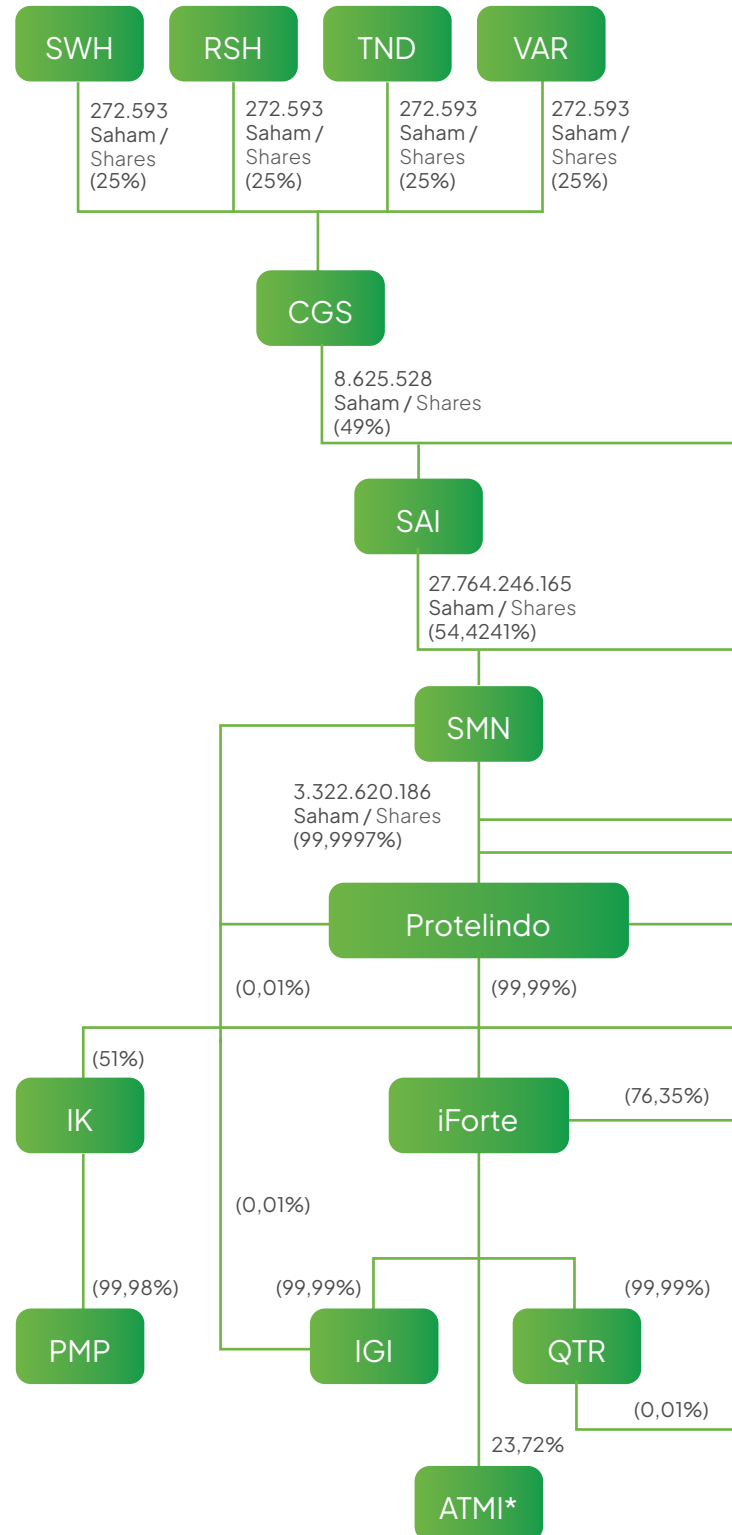 SWH
RSH
TND
VAR
272.593
Saham /
Shares
(25%)
272.593
Saham /
Shares
(25%)
272.593
Saham /
Shares
(25%)
272.593
Saham /
Shares
(25%)
CGS
8.625.528
Saham / Shares
(49%)
SAI
27.764.246.165
Saham / Shares
(54,4241%)
SMN
3.322.620.186
Saham / Shares
(99,9997%)
Protelindo
(0,01%)
(99,99%)
(51%)
IK
iForte
(76,35%)
(0,01%)
(99,98%)
(99,99%)
(99,99%)
PMP
IGI
QTR
(0,01%)
23,72%
ATMI*